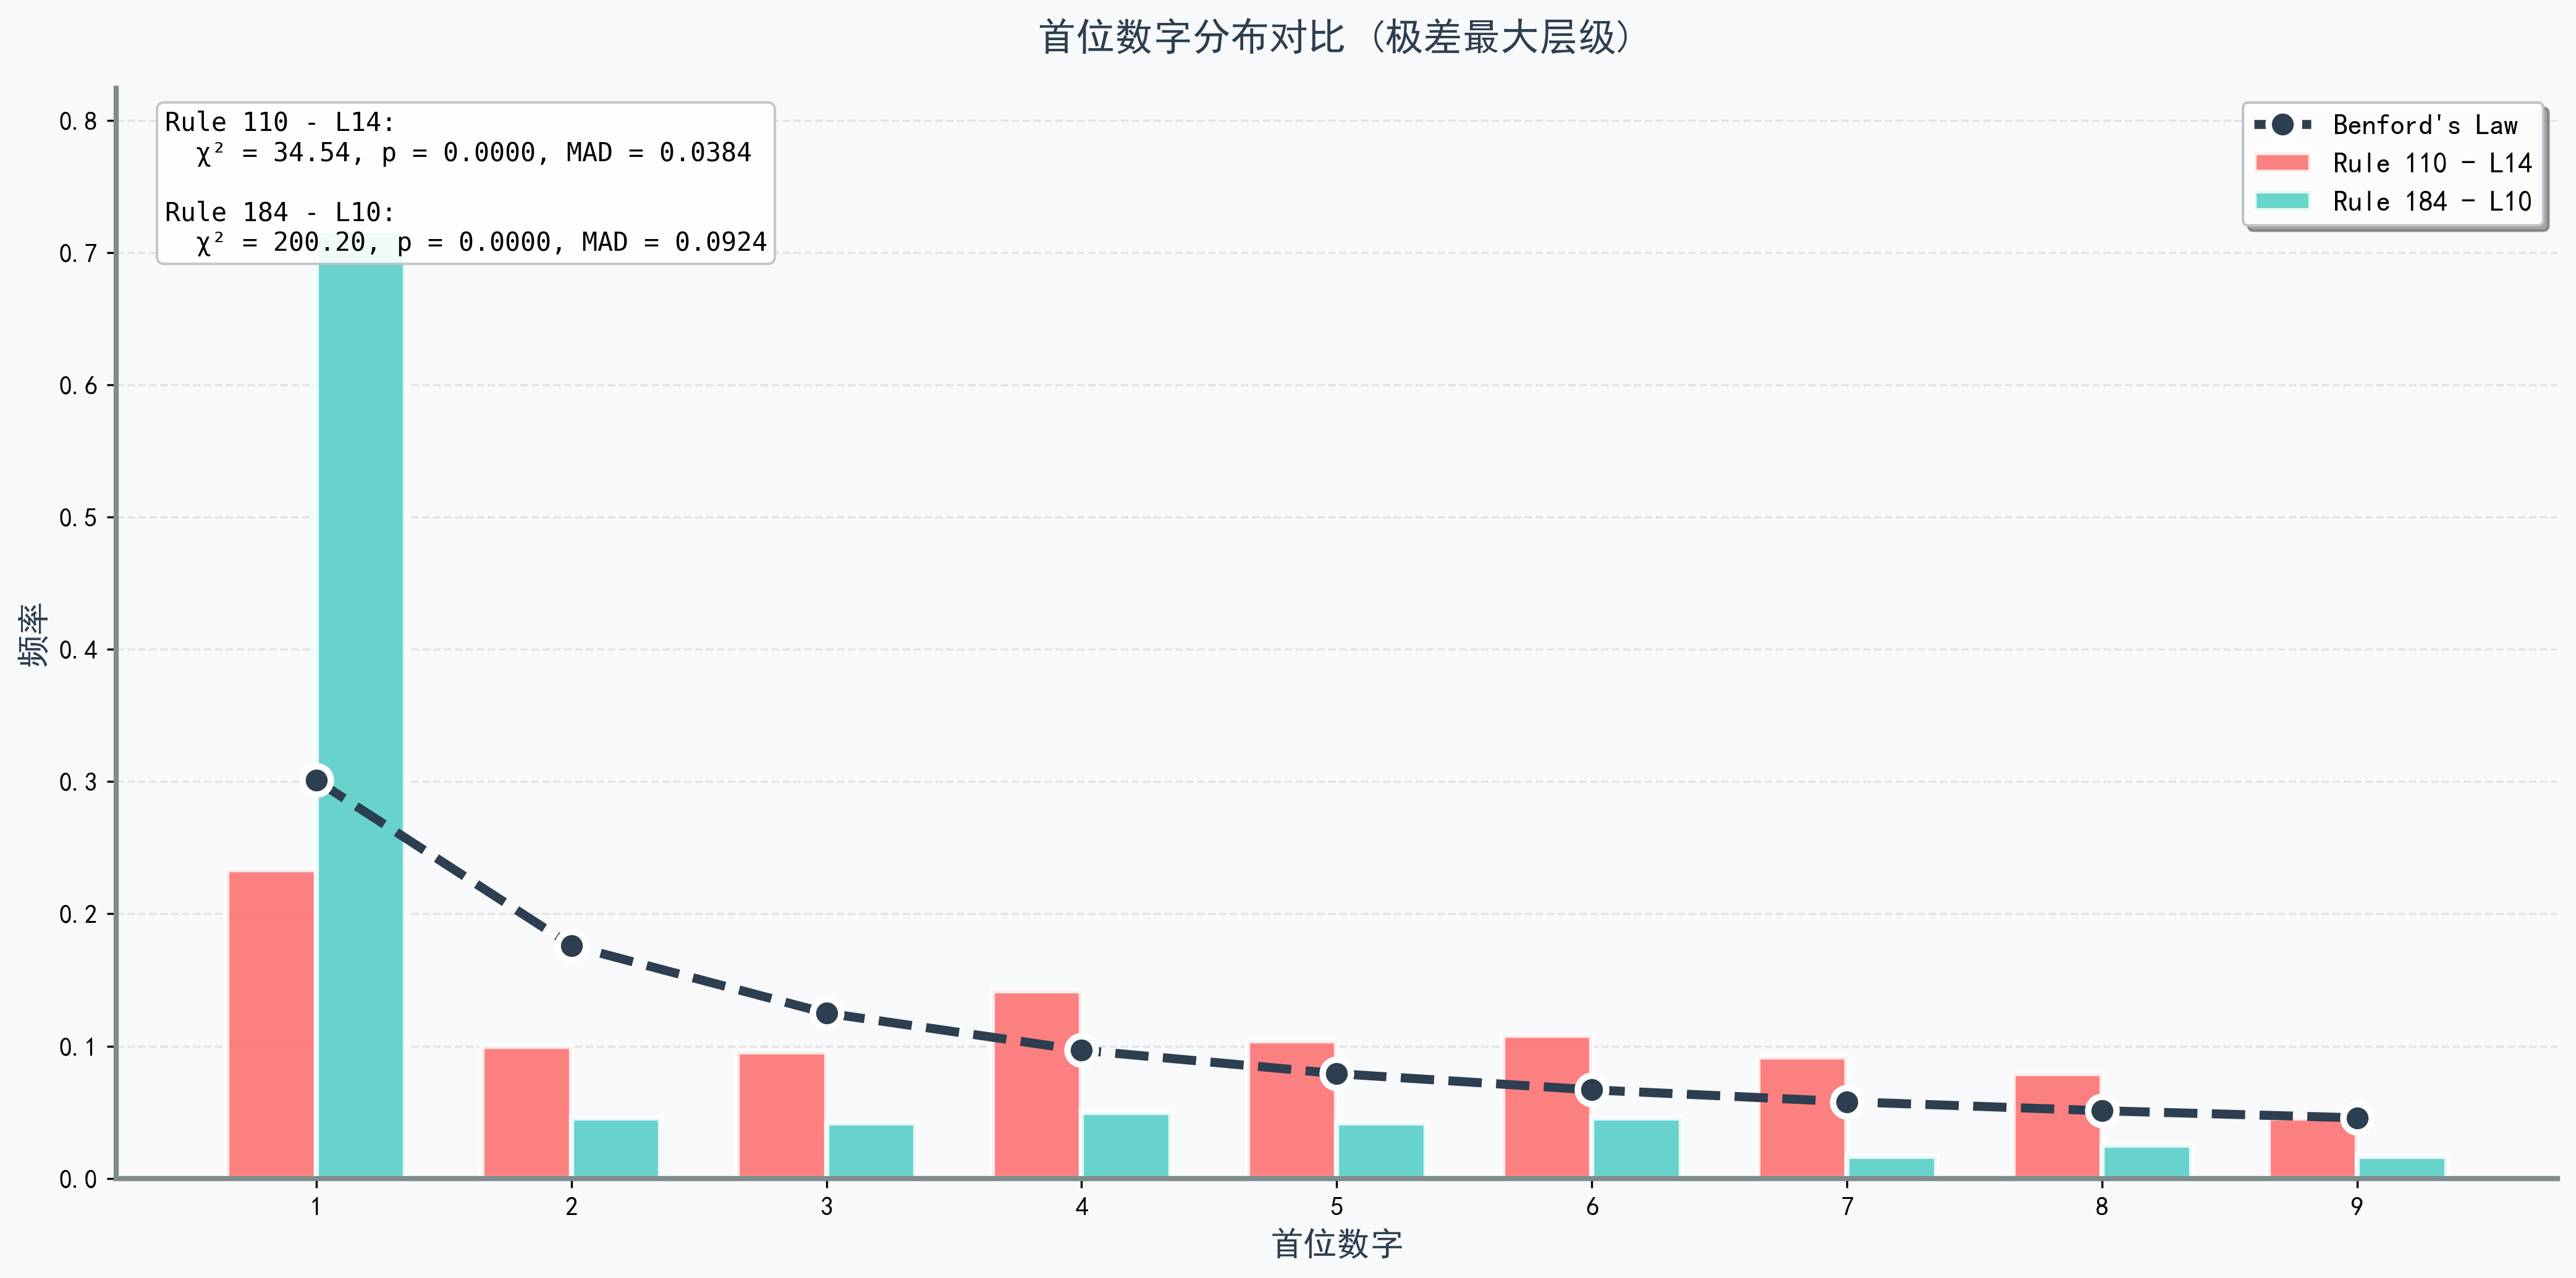 首位数字分布对比 (极差最大层级)
Rule 110 - L14:
χ² = 34.54, p = 0.0000, MAD = 0.0384
Rule 184 - L10:
χ² = 200.20, p = 0.0000, MAD = 0.0924
Benford's Law
Rule 110 - L14
Rule 184 - L10
频率
0.8
0.7
0.6
0.5
0.4
0.3
0.2
0.1
0.0
1 2 3 4 5 6 7 8 9
首位数字